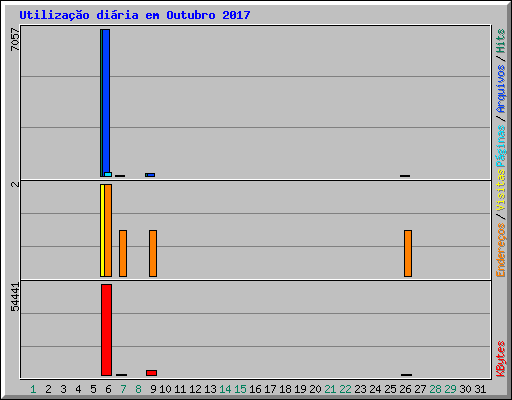 Utilização diária em Outubro 2017
7057
2
54441
KBytes Endereços / Visitas Páginas / Arquivos / Hits
1 2 3 4 5 6 7 8 9 10 11 12 13 14 15 16 17 18 19 20 21 22 23 24 25 26 27 28 29 30 31